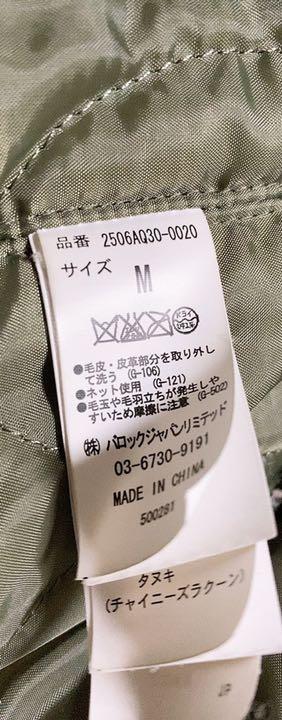 品番 2506AQ30-0020
サイズ
M
ドライ
●毛皮・皮革部分を取り外し
て洗う (G-106)
●ネット使用 (G-121)
●毛玉や毛羽立ちが発生しや
すいため摩擦に注意 (G-502)
㈱ バロックジャパンリミテッド
03-6730-9191
MADE IN CHINA
500281
タヌキ
(チャイニーズラクーン)
JP